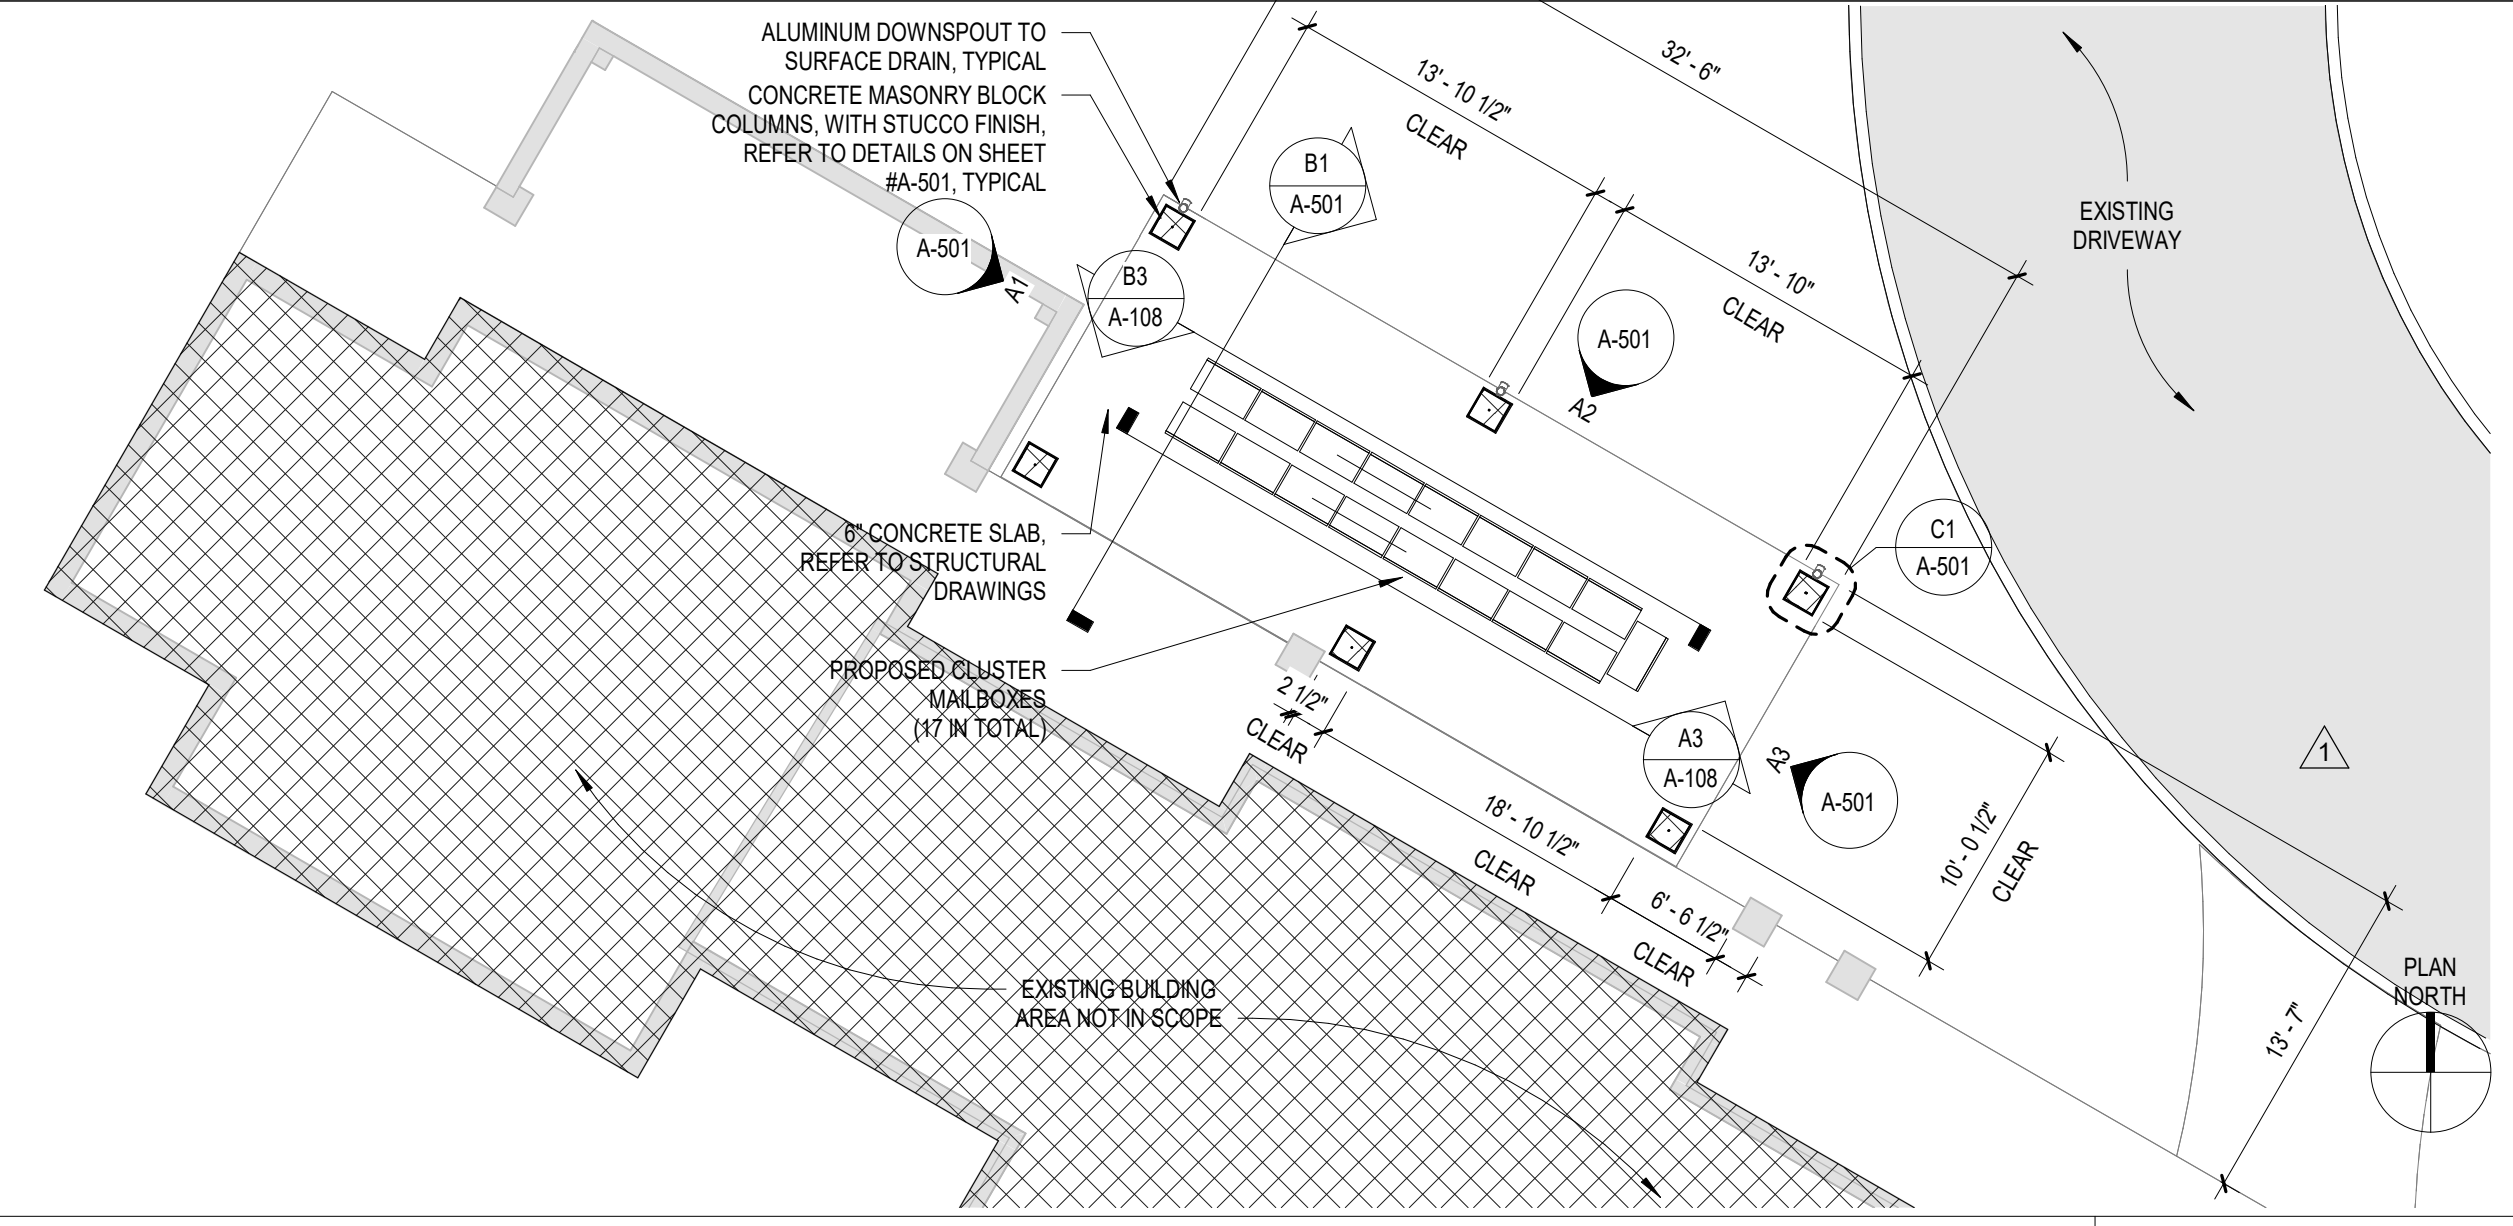 ALUMINUM DOWNSPOUT TO
SURFACE DRAIN, TYPICAL
CONCRETE MASONRY BLOCK
COLUMNS, WITH STUCCO FINISH,
REFER TO DETAILS ON SHEET
#A-501, TYPICAL
A-501
A1
B3
A-108
B1
A-501
13' - 10 1/2"
CLEAR
32' - 6"
13' - 10"
CLEAR
A-501
A2
EXISTING
DRIVEWAY
C1
A-501
6" CONCRETE SLAB,
REFER TO STRUCTURAL
DRAWINGS
PROPOSED CLUSTER
MAILBOXES
(17 IN TOTAL)
2 1/2"
CLEAR
18' - 10 1/2"
CLEAR
6' - 6 1/2"
CLEAR
A3
A-108
A3
A-501
10' - 0 1/2"
CLEAR
1
13' - 7"
PLAN
NORTH
EXISTING BUILDING
AREA NOT IN SCOPE